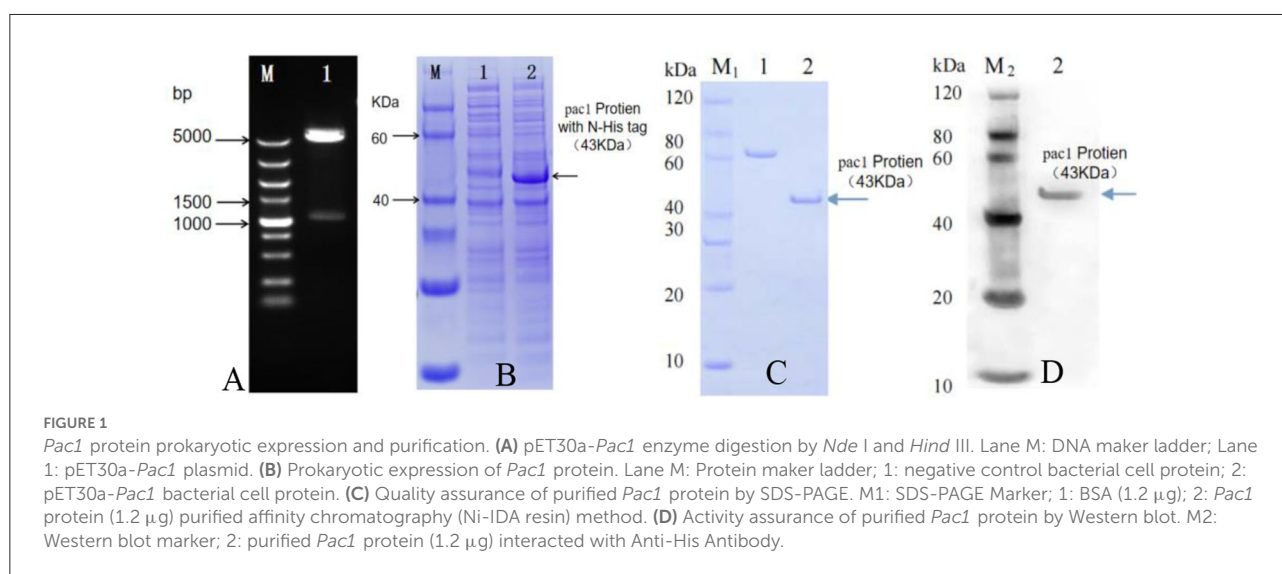 M 1
bp
5000
1500
1000
A
M 1 2
KDa
60
40
pac1 Protien
with N-His tag
（43KDa）
B
kDa M1 1 2
120
80
60
40
30
20
10
pac1 Protien
（43KDa）
C
kDa M2 2
120
80
60
40
20
10
pac1 Protien
（43KDa）
D
FIGURE 1
Pac1 protein prokaryotic expression and purification. (A) pET30a-Pac1 enzyme digestion by Nde I and Hind III. Lane M: DNA maker ladder; Lane
1: pET30a-Pac1 plasmid. (B) Prokaryotic expression of Pac1 protein. Lane M: Protein maker ladder; 1: negative control bacterial cell protein; 2:
pET30a-Pac1 bacterial cell protein. (C) Quality assurance of purified Pac1 protein by SDS-PAGE. M1: SDS-PAGE Marker; 1: BSA (1.2 μg); 2: Pac1
protein (1.2 μg) purified affinity chromatography (Ni-IDA resin) method. (D) Activity assurance of purified Pac1 protein by Western blot. M2:
Western blot marker; 2: purified Pac1 protein (1.2 μg) interacted with Anti-His Antibody.